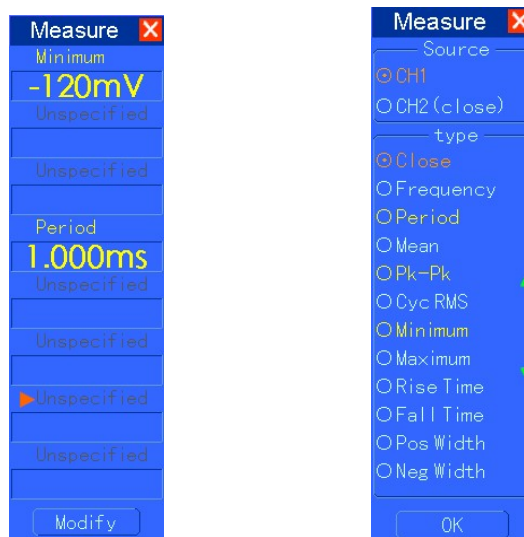 Measure
Minimum
-120mV
Unspecified
Unspecified
Period
1.000ms
Unspecified
Unspecified
Unspecified
Unspecified
Modify
Measure
Source
CH1
CH2(close)
type
Close
Frequency
Period
Mean
Pk-Pk
Cyc RMS
Minimum
Maximum
Rise Time
Fall Time
Pos Width
Neg Width
OK